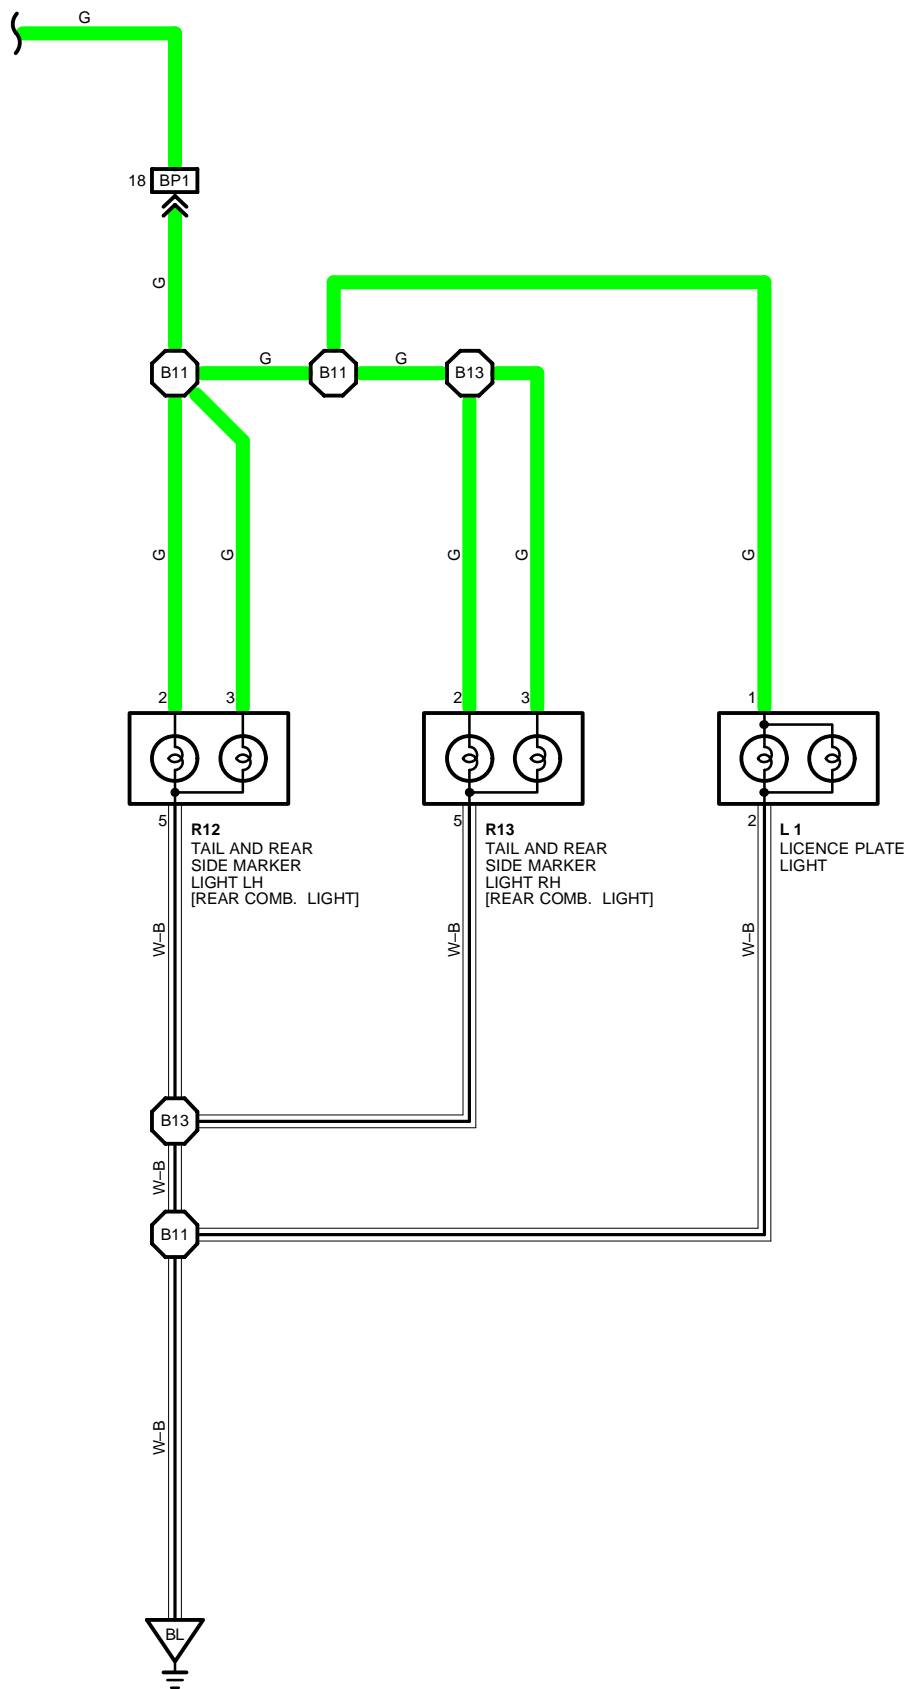 G
18 BP1
G
B11 G B11 G B13
G G G G G
2 3 2 3 1
5 5 2
R12
TAIL AND REAR
SIDE MARKER
LIGHT LH
[REAR COMB. LIGHT]
R13
TAIL AND REAR
SIDE MARKER
LIGHT RH
[REAR COMB. LIGHT]
L 1
LICENCE PLATE
LIGHT
W–B W–B W–B
B13
W–B
B11
W–B
BL